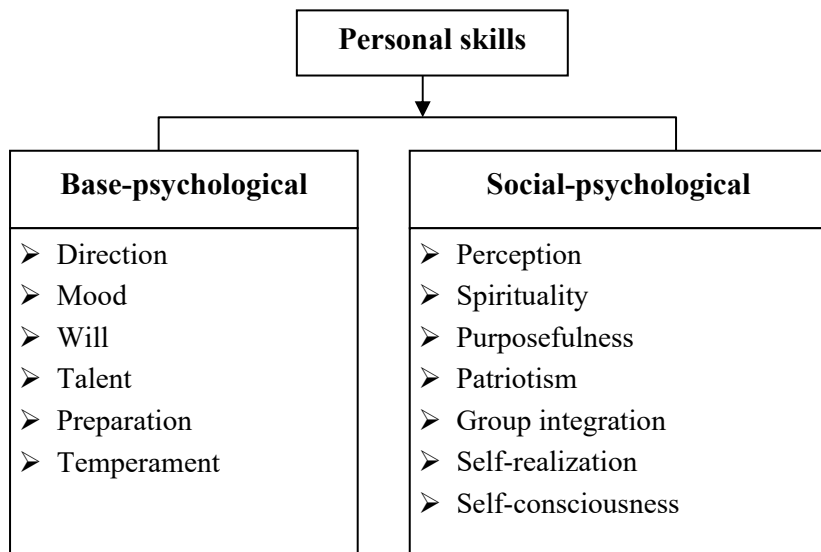 Personal skills
Base-psychological
➢ Direction
➢ Mood
➢ Will
➢ Talent
➢ Preparation
➢ Temperament
Social-psychological
➢ Perception
➢ Spirituality
➢ Purposefulness
➢ Patriotism
➢ Group integration
➢ Self-realization
➢ Self-consciousness